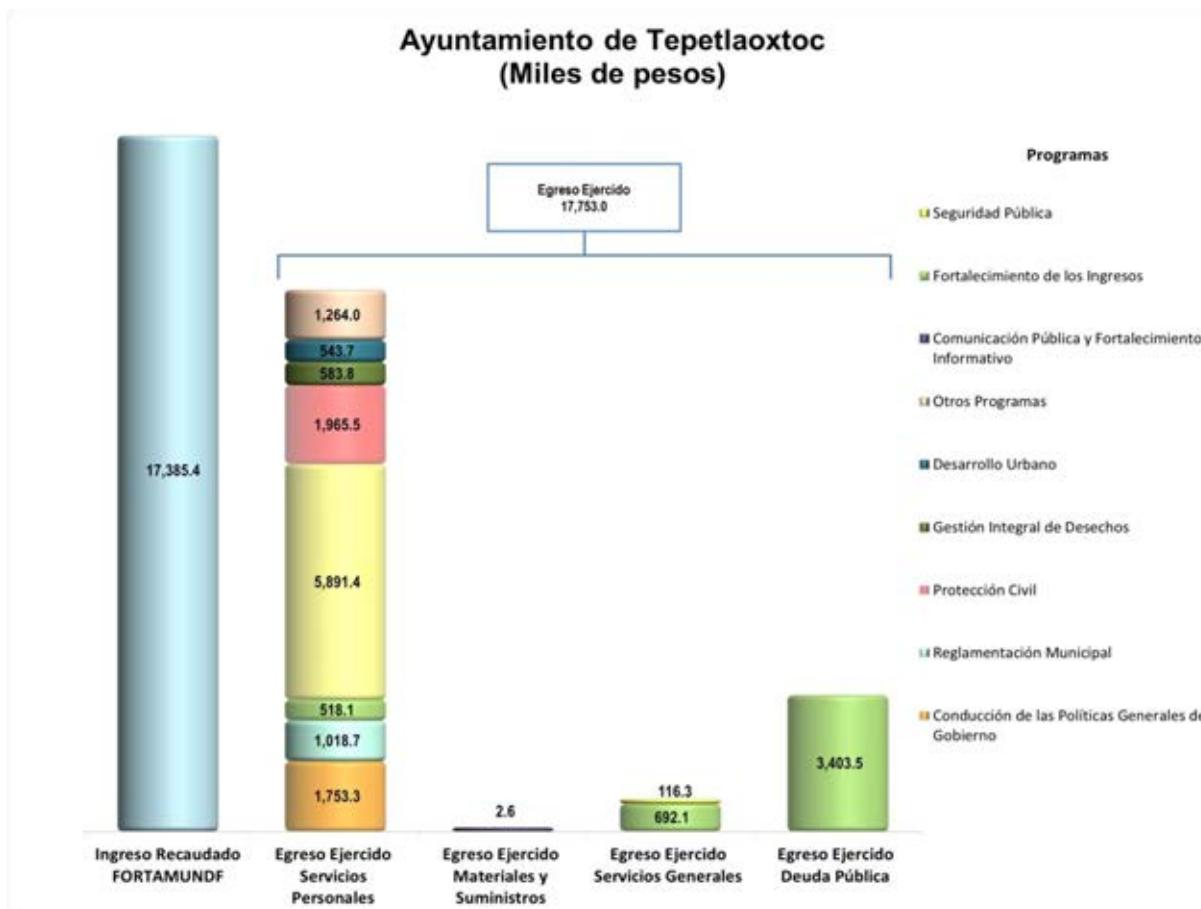 Ayuntamiento de Tepetlaoxtoc
(Miles de pesos)
Egreso Ejercido
17,753.0
17,385.4
1,264.0
543.7
583.8
1,965.5
5,891.4
518.1
1,018.7
1,753.3
2.6
116.3
692.1
3,403.5
Ingreso Recaudado
FORTAMUNDF
Egreso Ejercido
Servicios
Personales
Egreso Ejercido
Materiales y
Suministros
Egreso Ejercido
Servicios Generales
Egreso Ejercido
Deuda Pública
Programas
Seguridad Pública
Fortalecimiento de los Ingresos
Comunicación Pública y Fortalecimiento
Informativo
Otros Programas
Desarrollo Urbano
Gestión Integral de Desechos
Protección Civil
Reglamentación Municipal
Conducción de las Políticas Generales de
Gobierno